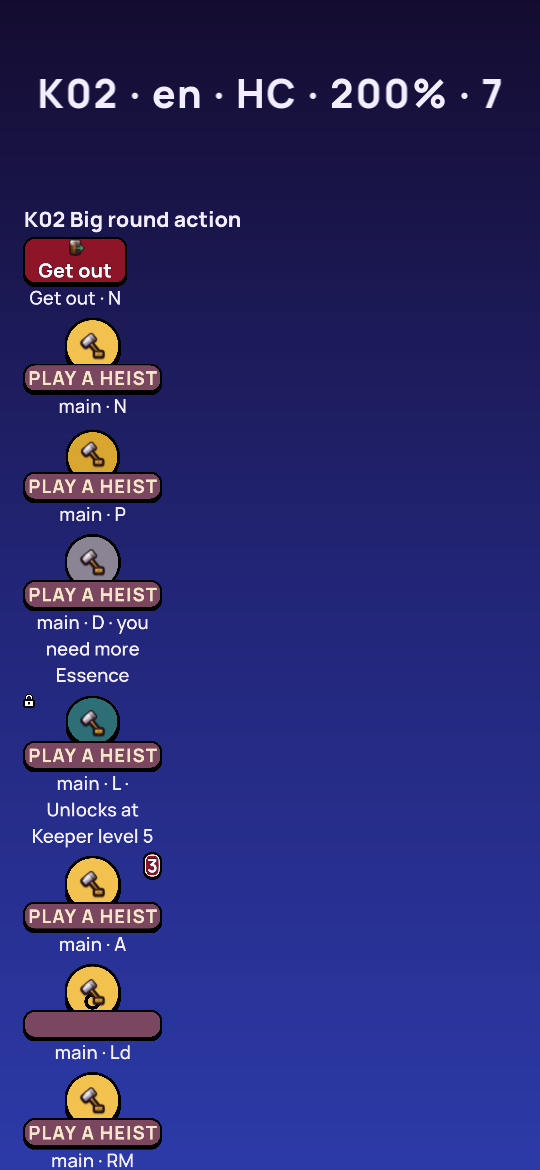 K02 · en · HC · 200% · 7
K02 Big round action
Get out
Get out · N
PLAY A HEIST
main · N
PLAY A HEIST
main · P
PLAY A HEIST
main · D · you
need more
Essence
PLAY A HEIST
main · L ·
Unlocks at
Keeper level 5
3
PLAY A HEIST
main · A
main · Ld
PLAY A HEIST
main · RM